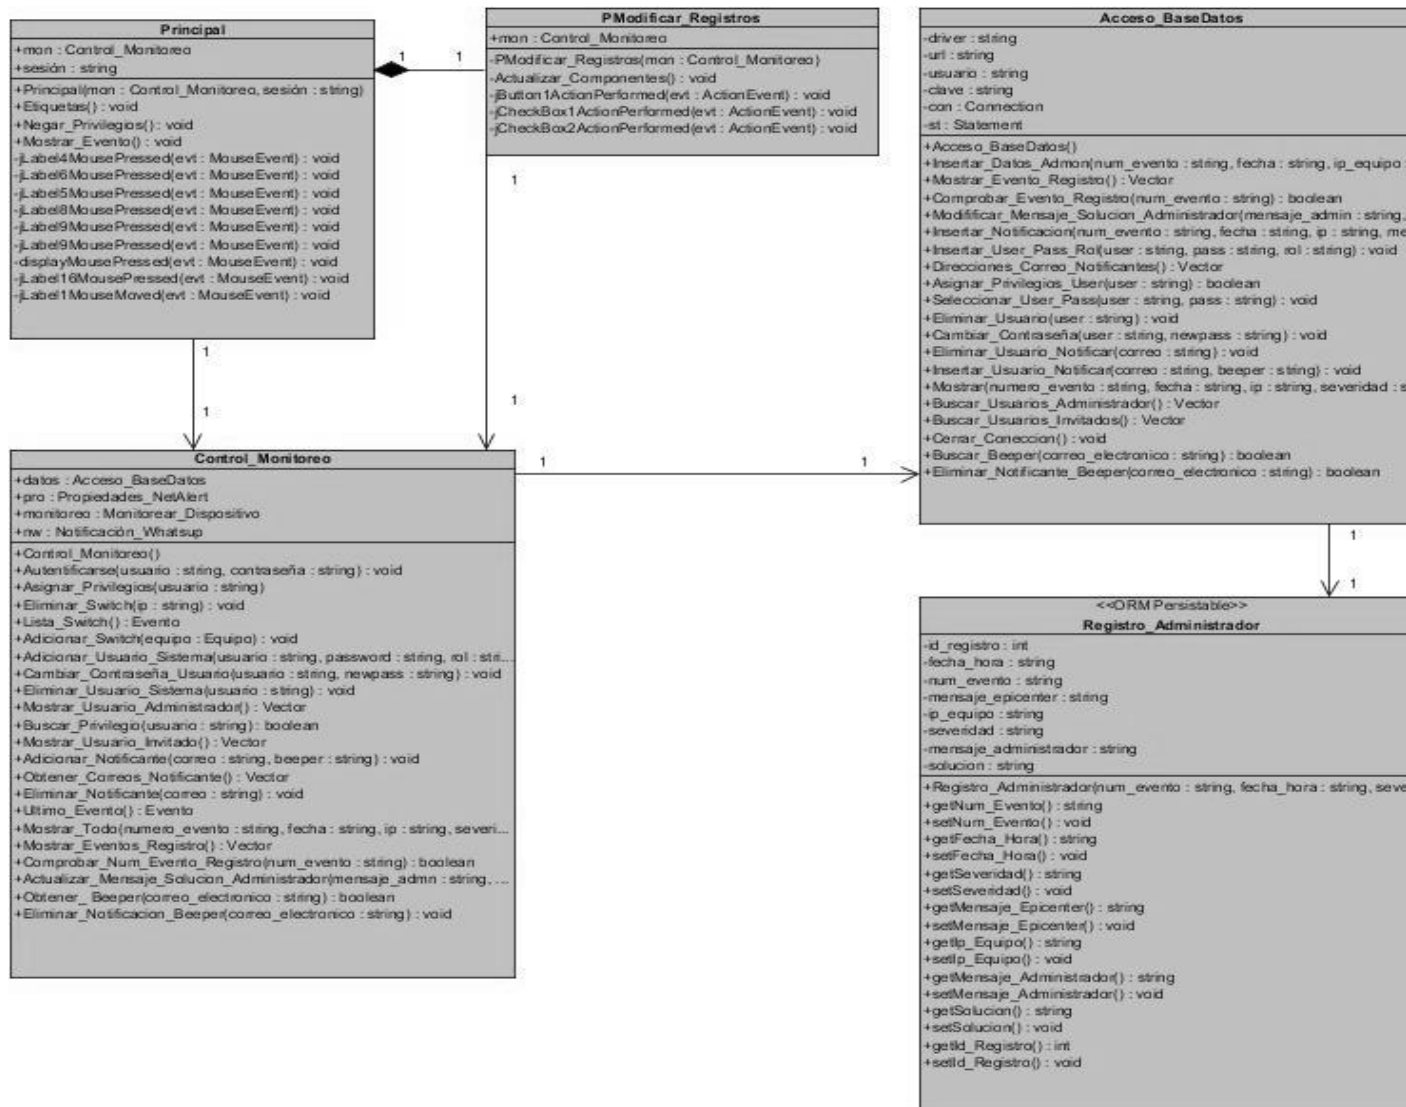 Principal
+mon : Control_Monitoreo
+sesión : string
+Principal(mon : Control_Monitoreo, sesión : string)
+Etiquetas() : void
+Negar_Privilegios() : void
+Mostrar_Evento() : void
-jLabel4MousePressed(evt : MouseEvent) : void
-jLabel6MousePressed(evt : MouseEvent) : void
-jLabel5MousePressed(evt : MouseEvent) : void
-jLabel8MousePressed(evt : MouseEvent) : void
-jLabel9MousePressed(evt : MouseEvent) : void
-jLabel9MousePressed(evt : MouseEvent) : void
-displayMousePressed(evt : MouseEvent) : void
-jLabel16MousePressed(evt : MouseEvent) : void
-jLabel1MouseMoved(evt : MouseEvent) : void
1
1
PModificar_Registros
+mon : Control_Monitoreo
-PModificar_Registros(mon : Control_Monitoreo)
-Actualizar_Componentes() : void
-jButton1ActionPerformed(evt : ActionEvent) : void
-jCheckBox1ActionPerformed(evt : ActionEvent) : void
-jCheckBox2ActionPerformed(evt : ActionEvent) : void
1
1
1
1
Acceso_BaseDatos
-driver : string
-url : string
-usuario : string
-clave : string
-con : Connection
-st : Statement
+Acceso_BaseDatos()
+Insertar_Datos_Admon(num_evento : string, fecha : string, ip_equipo :
+Mostrar_Evento_Registro() : Vector
+Comprobar_Evento_Registro(num_evento : string) : boolean
+Modifificar_Mensaje_Solucion_Administrador(mensaje_admin : string,
+Insertar_Notificacion(num_evento : string, fecha : string, ip : string, me
+Insertar_User_Pass_Rol(user : string, pass : string, rol : string) : void
+Direcciones_Correo_Notificantes() : Vector
+Asignar_Privilegios_User(user : string) : boolean
+Seleccionar_User_Pass(user : string, pass : string) : void
+Eliminar_Usuario(user : string) : void
+Cambiar_Contraseña(user : string, newpass : string) : void
+Eliminar_Usuario_Notificar(correo : string) : void
+Insertar_Usuario_Notificar(correo : string, beeper : string) : void
+Mostrar(numero_evento : string, fecha : string, ip : string, severidad : s
+Buscar_Usuarios_Administrador() : Vector
+Buscar_Usuarios_Invitados() : Vector
+Cerrar_Coneccion() : void
+Buscar_Beeper(correo_electronico : string) : boolean
+Eliminar_Notificante_Beeper(correo_electronico : string) : boolean
Control_Monitoreo
+datos : Acceso_BaseDatos
+pro : Propiedades_NetAlert
+monitoreo : Monitorear_Dispositivo
+nw : Notificación_Whatsup
+Control_Monitoreo()
+Autentificarse(usuario : string, contraseña : string) : void
+Asignar_Privilegios(usuario : string)
+Eliminar_Switch(ip : string) : void
+Lista_Switch() : Evento
+Adicionar_Switch(equipo : Equipo) : void
+Adicionar_Usuario_Sistema(usuario : string, password : string, rol : stri...
+Cambiar_Contraseña_Usuario(usuario : string, newpass : string) : void
+Eliminar_Usuario_Sistema(usuario : string) : void
+Mostrar_Usuario_Administrador() : Vector
+Buscar_Privilegio(usuario : string) : boolean
+Mostrar_Usuario_Invitado() : Vector
+Adicionar_Notificante(correo : string, beeper : string) : void
+Obtener_Correos_Notificante() : Vector
+Eliminar_Notificante(correo : string) : void
+Ultimo_Evento() : Evento
+Mostrar_Todo(numero_evento : string, fecha : string, ip : string, severi...
+Mostrar_Eventos_Registro() : Vector
+Comprobar_Num_Evento_Registro(num_evento : string) : boolean
+Actualizar_Mensaje_Solucion_Administrador(mensaje_admn : string, ...
+Obtener_ Beeper(correo_electronico : string) : boolean
+Eliminar_Notificacion_Beeper(correo_electronico : string) : void
1
1
1
1
<<ORM Persistable>>
Registro_Administrador
-id_registro : int
-fecha_hora : string
-num_evento : string
-mensaje_epicenter : string
-ip_equipo : string
-severidad : string
-mensaje_administrador : string
-solucion : string
+Registro_Administrador(num_evento : string, fecha_hora : string, seve
+getNum_Evento() : string
+setNum_Evento() : void
+getFecha_Hora() : string
+setFecha_Hora() : void
+getSeveridad() : string
+setSeveridad() : void
+getMensaje_Epicenter() : string
+setMensaje_Epicenter() : void
+getIp_Equipo() : string
+setIp_Equipo() : void
+getMensaje_Administrador() : string
+setMensaje_Administrador() : void
+getSolucion() : string
+setSolucion() : void
+getId_Registro() : int
+setId_Registro() : void